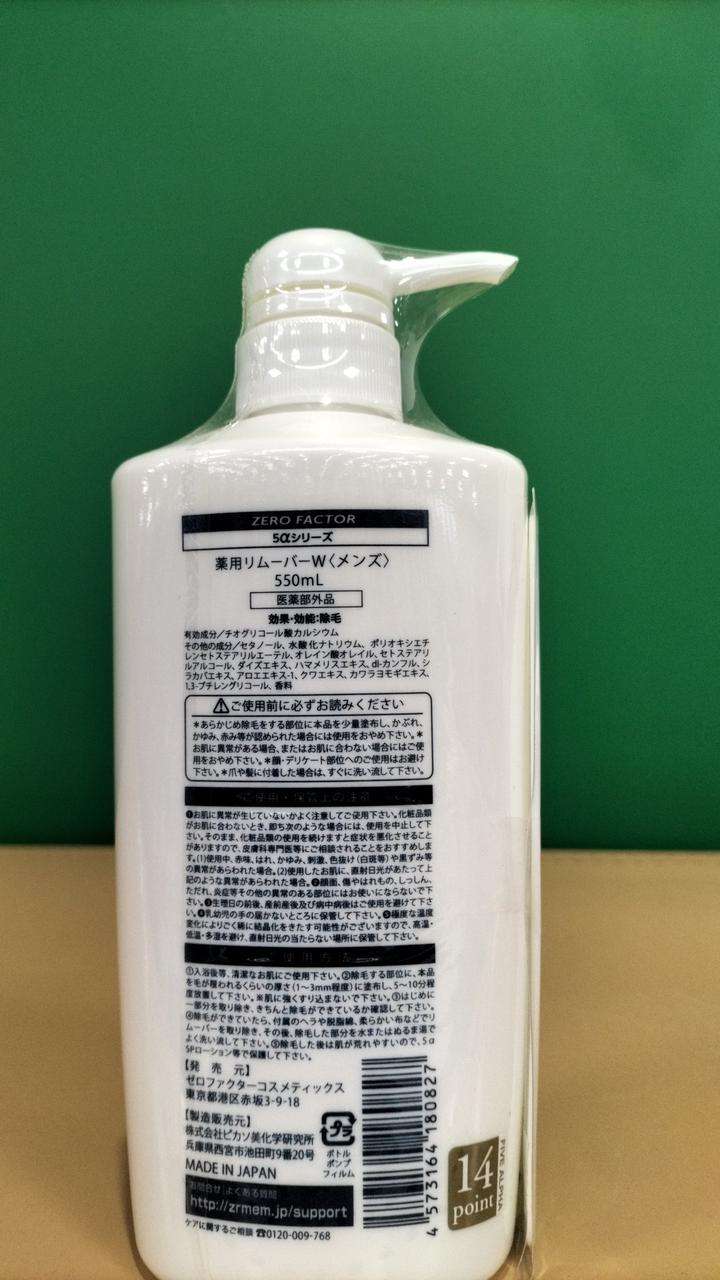 ZERO FACTOR
5αシリーズ
薬用リムーバーW〈メンズ〉
550mL
医薬部外品
効果・効能:除毛
有効成分/チオグリコール酸カルシウム
その他の成分/セタノール、水酸化ナトリウム、ポリオキシエチ
レンセトステアリルエーテル、オレイン酸オレイル、セトステアリ
ルアルコール、ダイズエキス、ハマメリスエキス、dl-カンフル、シ
ラカバエキス、アロエエキス-1、クワエキス、カワラヨモギエキス、
1,3-ブチレングリコール、香料
⚠ご使用前に必ずお読みください
＊あらかじめ除毛をする部位に本品を少量塗布し、かぶれ、
かゆみ、赤み等が認められた場合には使用をおやめ下さい。＊
お肌に異常がある場合、またはお肌に合わない場合にはご使
用をおやめ下さい。＊顔・デリケート部位へのご使用はお避け
下さい。＊爪や髪に付着した場合は、すぐに洗い流して下さい。
ご使用・保管上の注意
❶お肌に異常が生じていないかよく注意してご使用下さい。化粧品類
がお肌に合わないとき、即ち次のような場合には、使用を中止して下
さい。そのまま、化粧品類の使用を続けますと症状を悪化させること
がありますので、皮膚科専門医等にご相談されることをおすすめしま
す。(1)使用中、赤味、はれ、かゆみ、刺激、色抜け(白斑等)や黒ずみ等
の異常があらわれた場合。(2)使用したお肌に、直射日光があたって上
記のような異常があらわれた場合。❷顔面、傷やはれもの、しっしん、
ただれ、炎症等その他の異常のある部位にはお使いにならないで下
さい。❸生理日の前後、産前産後及び病中病後はご使用を避けて下さ
い。❹乳幼児の手の届かないところに保管して下さい。❺極度な温度
変化によりごく稀に結晶化をきたす可能性がございますので、高温・
低温・多湿を避け、直射日光の当たらない場所に保管して下さい。
ご使用方法
①入浴後等、清潔なお肌にご使用下さい。②除毛する部位に、本品
を毛が覆われるくらいの厚さ(1～3mm程度)に塗布し、5～10分程
度放置して下さい。※肌に強くすり込まないで下さい。③はじめに
一部分を取り除き、きちんと除毛ができているか確認して下さい。
④除毛ができていたら、付属のヘラや脱脂綿、柔らかい布などでリ
ムーバーを取り除き、その後、除毛した部分を水またはぬるま湯で
よく洗い流して下さい。⑤除毛した後は肌が荒れやすいので、5α
SPローション等で保護して下さい。
【発 売 元】
ゼロファクターコスメティックス
東京都港区赤坂3-9-18
【製造販売元】
株式会社ピカソ美化学研究所
兵庫県西宮市池田町9番20号
MADE IN JAPAN
プラ
ボトル
ポンプ
フィルム
お問合せ よくある質問
http://zrmem.jp/support
ケアに関するご相談 ☎0120-009-768
4 573164 180827
14
point
FIVE ALPHA